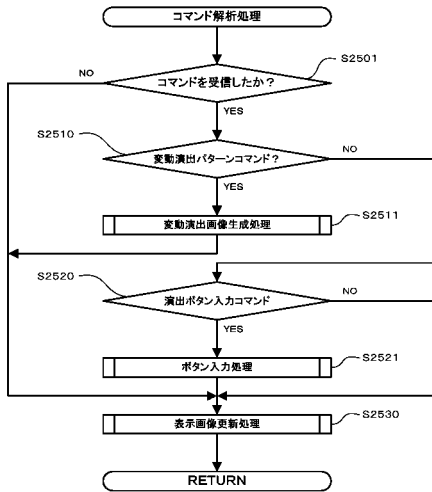 コマンド解析処理
S2501
NO
コマンドを受信したか？
YES
S2510
NO
変動演出パターンコマンド？
YES
S2511
変動演出画像生成処理
S2520
NO
演出ボタン入力コマンド
YES
S2521
ボタン入力処理
S2530
表示画像更新処理
RETURN